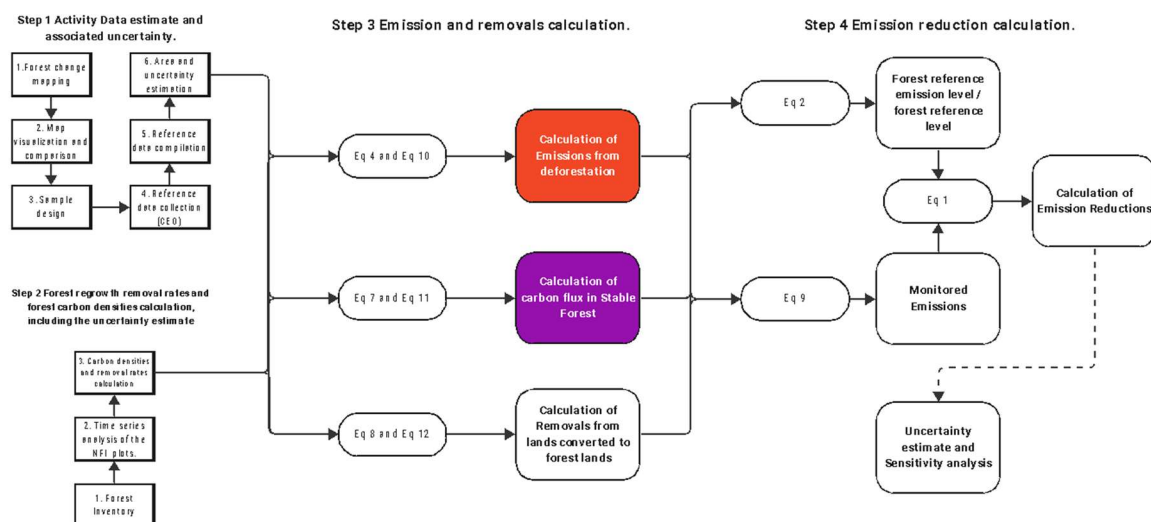 Step 1 Activity Data estimate and
associated uncertainty.
1.Forest change
mapping
2. Map
visualization and
comparison
3. Sample
design
4. Reference
data collection
(CEO)
5. Reference
data compilation
6. Area and
uncertainty
estimation
Step 2 Forest regrowth removal rates and
forest carbon densities calculation,
including the uncertainty estimate
3. Carbon densities
and removal rates
calculation
2. Time series
analysis of the
NFI plots.
1. Forest
Inventory
Step 3 Emission and removals calculation.
Eq 4 and Eq 10
Calculation of
Emissions from
deforestation
Eq 7 and Eq 11
Calculation of
carbon flux in Stable
Forest
Eq 8 and Eq 12
Calculation of
Removals from
lands converted to
forest lands
Step 4 Emission reduction calculation.
Eq 2
Forest reference
emission level /
forest reference
level
Eq 1
Calculation of
Emission Reductions
Eq 9
Monitored
Emissions
Uncertainty
estimate and
Sensitivity analysis